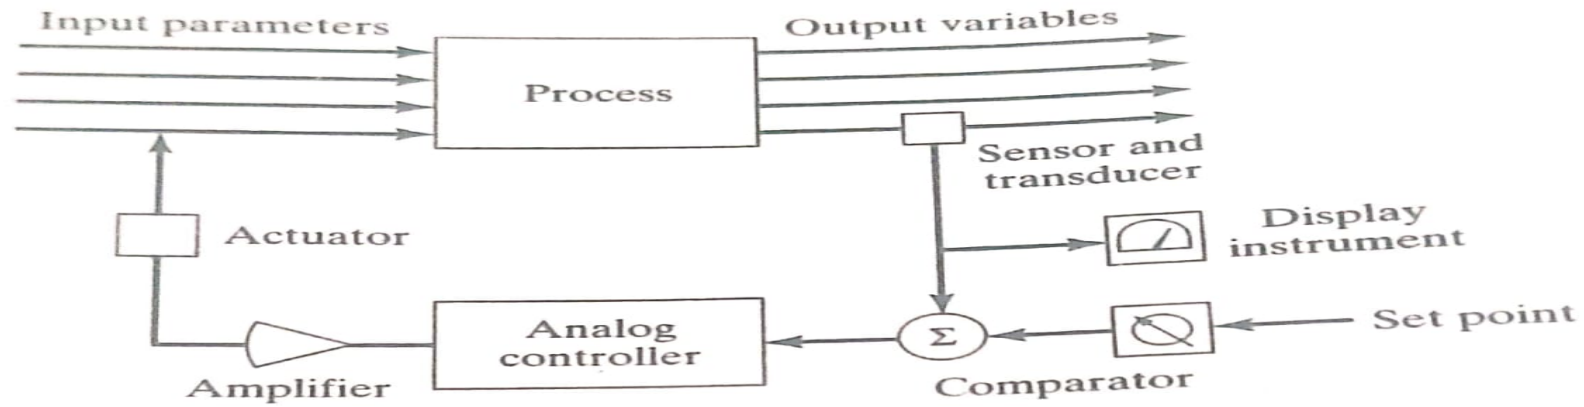 Input parameters
Output variables
Process
Sensor and
transducer
Actuator
Display
instrument
Analog
controller
Σ
Set point
Amplifier
Comparator